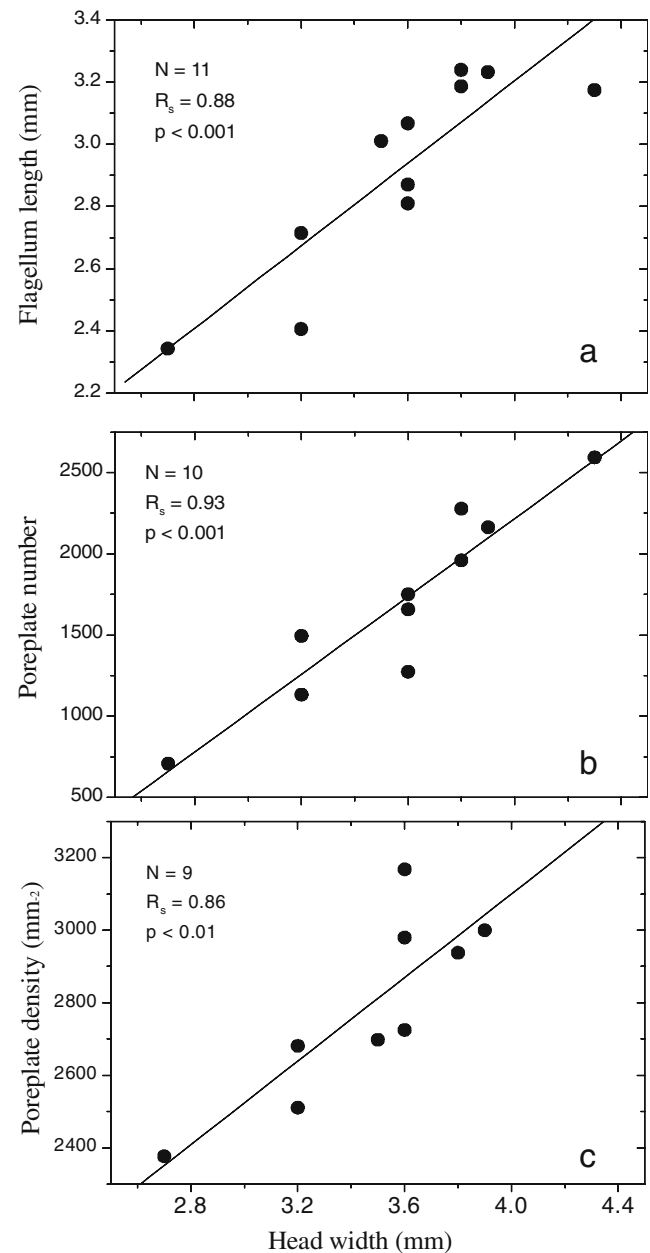 3.4
3.2
3.0
2.8
2.6
2.4
2.2
Flagellum length (mm)
N = 11
Rs = 0.88
p < 0.001
a
2500
2000
1500
1000
500
Poreplate number
N = 10
Rs = 0.93
p < 0.001
b
3200
3000
2800
2600
2400
Poreplate density (mm-2)
N = 9
Rs = 0.86
p < 0.01
c
2.8 3.2 3.6 4.0 4.4
Head width (mm)